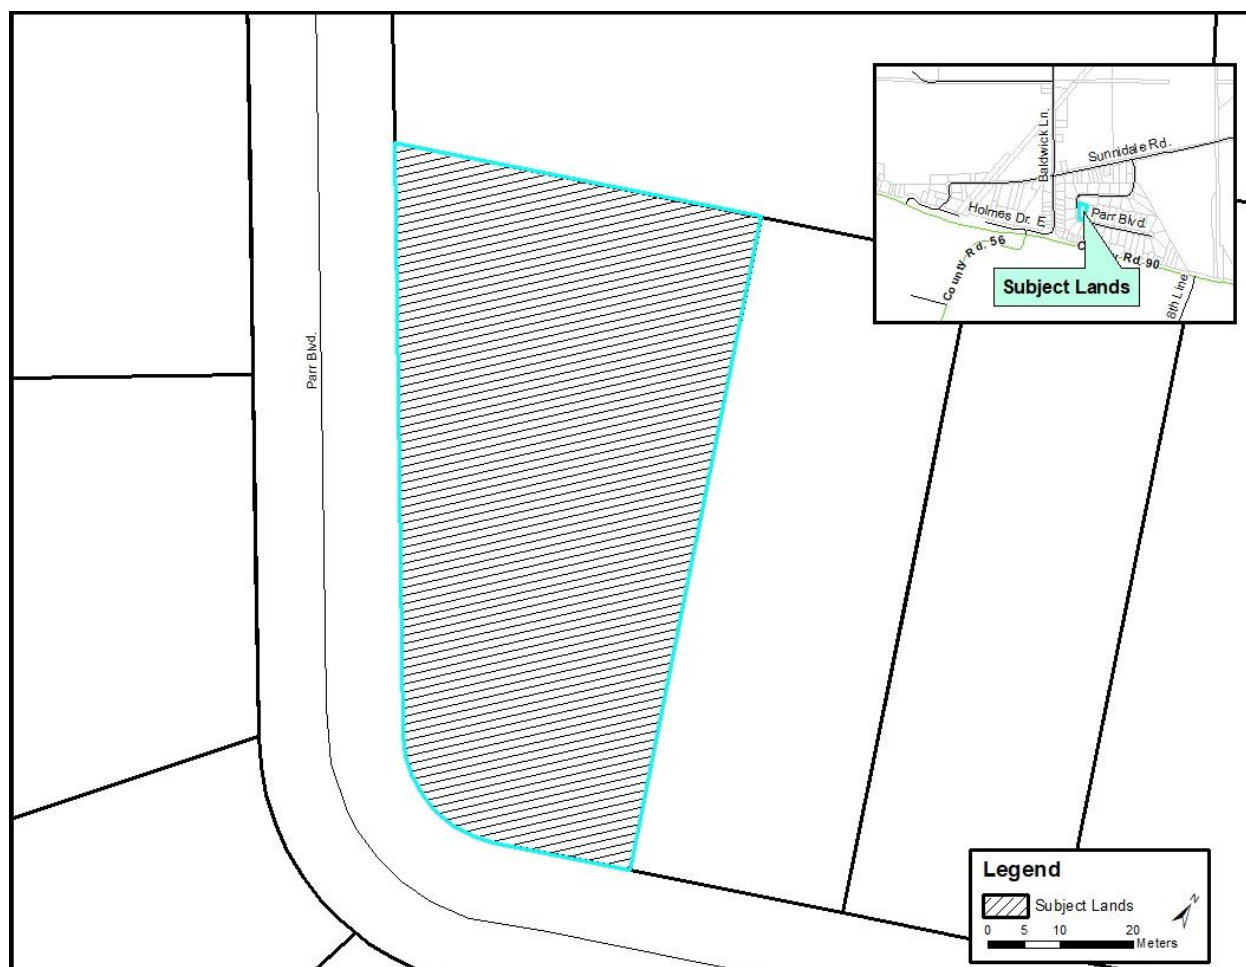 Baldwick Ln.
Sunnidale Rd.
Holmes Dr. E
Parr Blvd.
County Rd. 56
Rd. 90
8th Line
Subject Lands
Parr Blvd.
Legend
Subject Lands
N
0 5 10 20
Meters